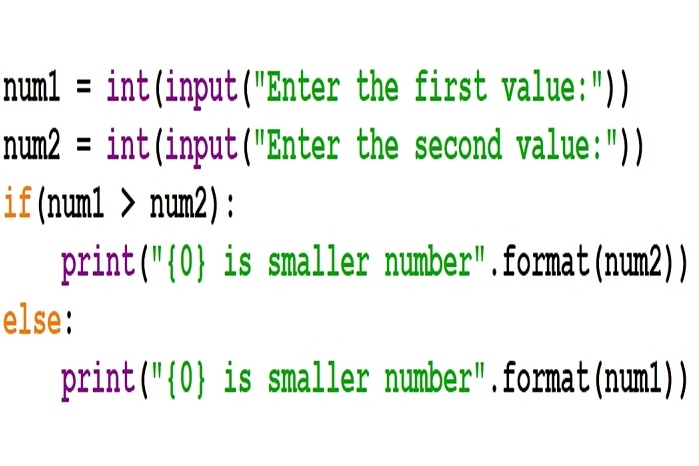 num1 = int(input("Enter the first value:"))
num2 = int(input("Enter the second value:"))
if(num1 > num2):
   print("{0} is smaller number".format(num2))
else:
   print("{0} is smaller number".format(num1))